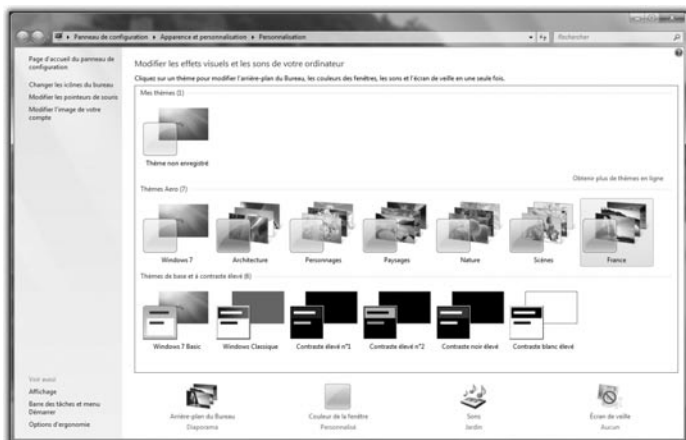 Panneau de configuration ▸ Apparence et personnalisation ▸ Personnalisation
Rechercher
Page d'accueil du panneau de
configuration
Changer les icônes du bureau
Modifier les pointeurs de souris
Modifier l'image de votre
compte
Modifier les effets visuels et les sons de votre ordinateur
Cliquez sur un thème pour modifier l'arrière-plan du Bureau, les couleurs des fenêtres, les sons et l'écran de veille en une seule fois.
Mes thèmes (1)
Thème non enregistré
Obtenir plus de thèmes en ligne
Thèmes Aero (7)
Windows 7 Architecture Personnages Paysages Nature Scènes France
Thèmes de base et à contraste élevé (6)
Windows 7 Basic Windows Classique Contraste élevé n°1 Contraste élevé n°2 Contraste noir élevé Contraste blanc élevé
Voir aussi
Affichage
Barre des tâches et menu
Démarrer
Options d'ergonomie
Arrière-plan du Bureau
Diaporama
Couleur de la fenêtre
Personnalisé
Sons
Jardin
Écran de veille
Aucun